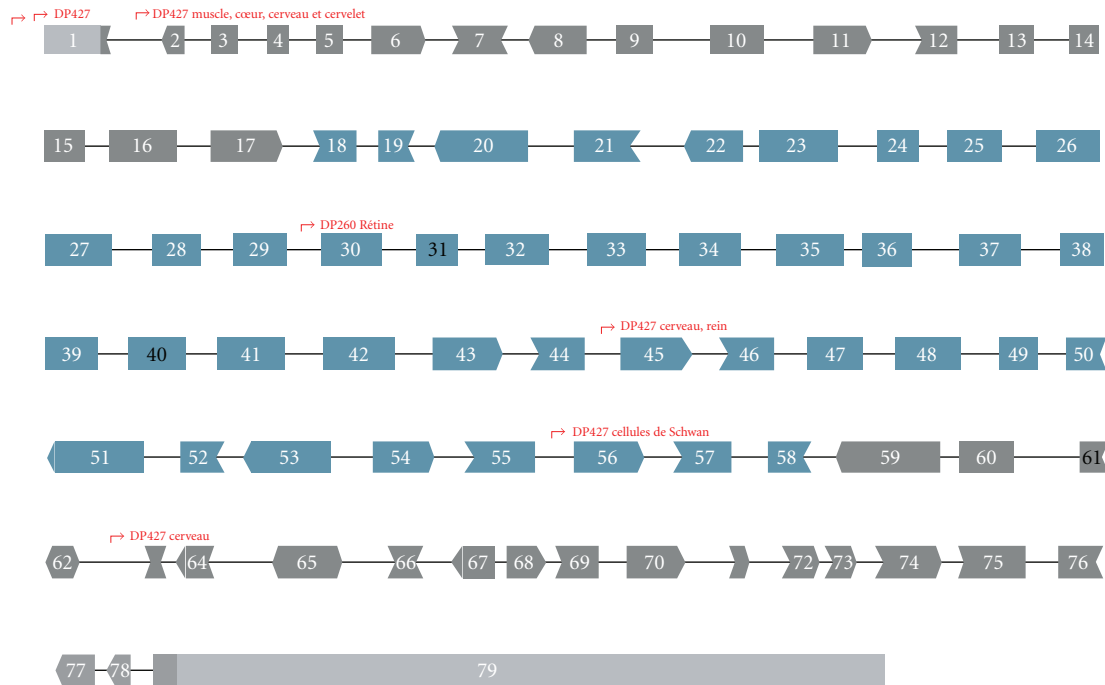 DP427 DP427 muscle, cœur, cerveau et cervelet
1 2 3 4 5 6 7 8 9 10 11 12 13 14
15 16 17 18 19 20 21 22 23 24 25 26
DP260 Rétine
27 28 29 30 31 32 33 34 35 36 37 38
DP427 cerveau, rein
39 40 41 42 43 44 45 46 47 48 49 50
DP427 cellules de Schwan
51 52 53 54 55 56 57 58 59 60 61
DP427 cerveau
62 64 65 66 67 68 69 70 72 73 74 75 76
77 78 79